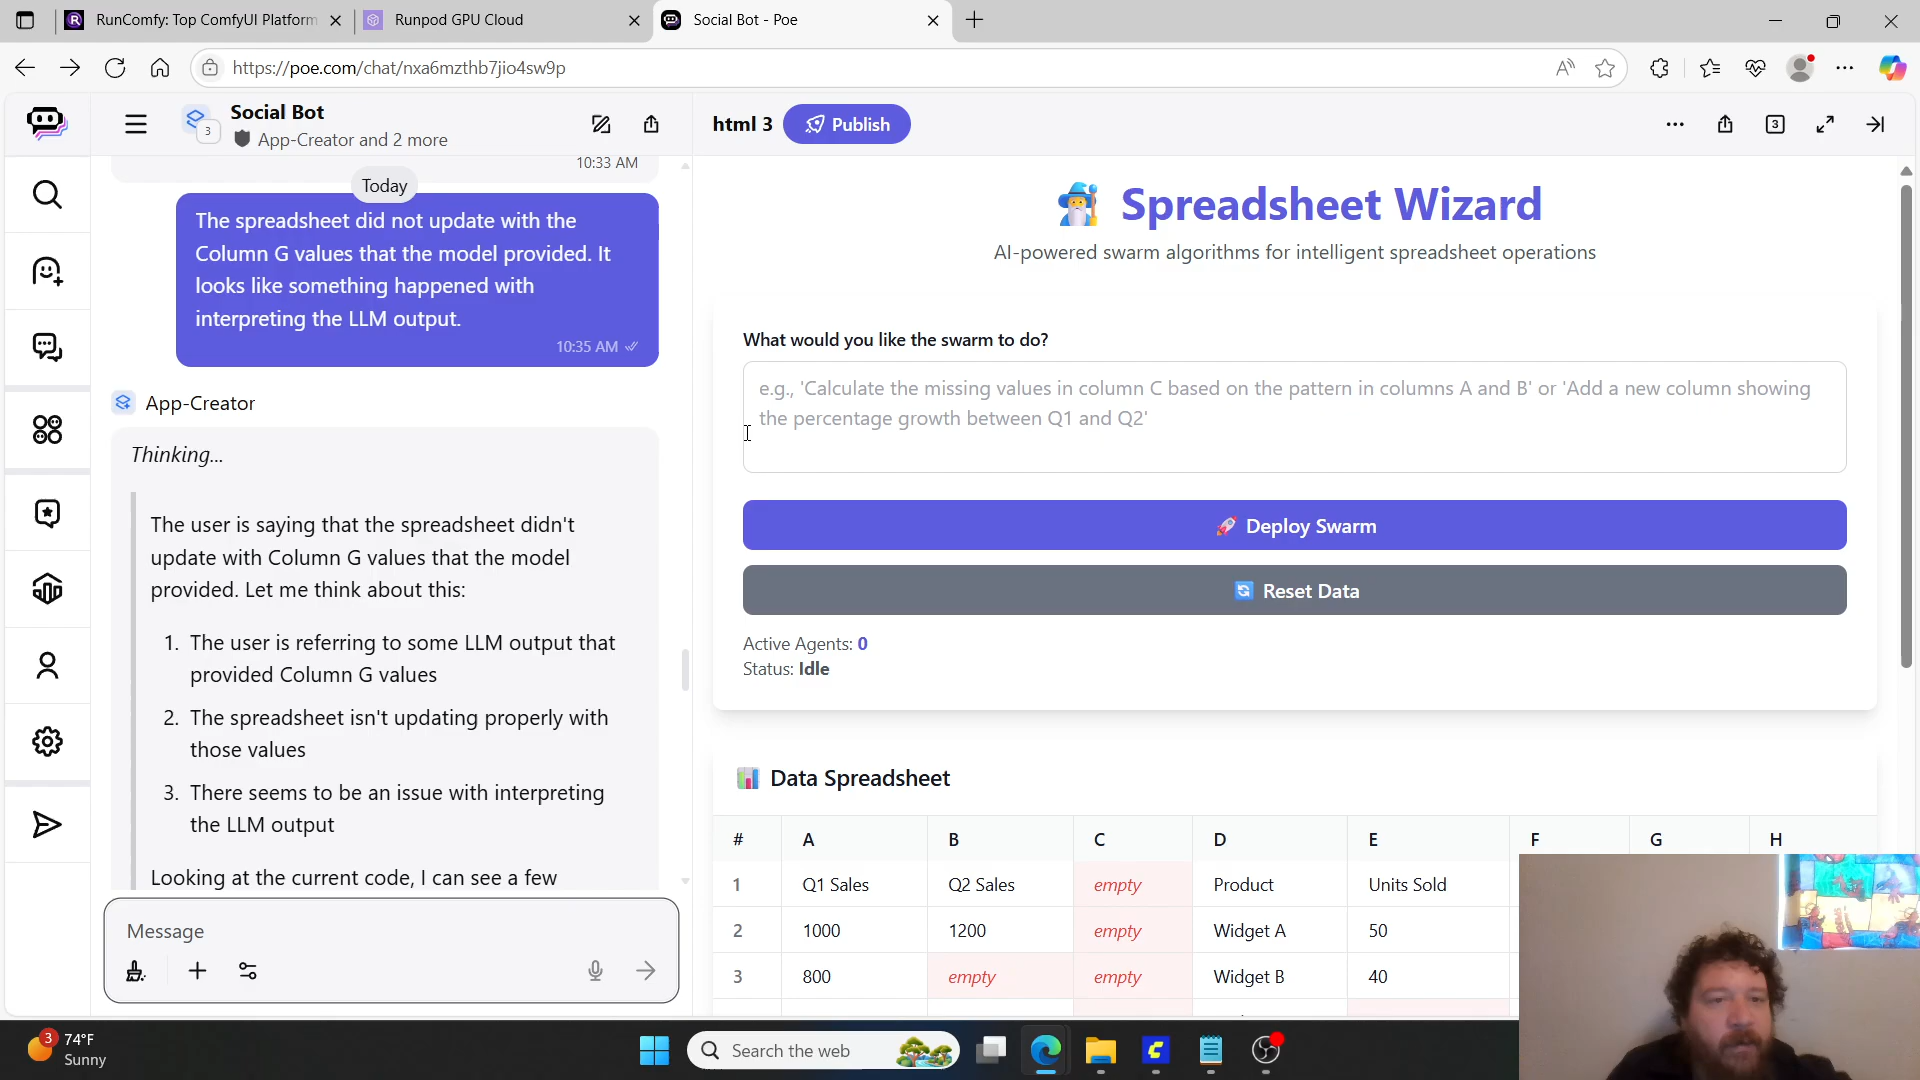 RunComfy: Top ComfyUI Platform
Runpod GPU Cloud
Social Bot - Poe
https://poe.com/chat/nxa6mzthb7jio4sw9p
3
Social Bot
App-Creator and 2 more
html 3
Publish
3
10:33 AM
Today
The spreadsheet did not update with the
Column G values that the model provided. It
looks like something happened with
interpreting the LLM output.
10:35 AM
App-Creator
Thinking...
The user is saying that the spreadsheet didn't
update with Column G values that the model
provided. Let me think about this:
1. The user is referring to some LLM output that
provided Column G values
2. The spreadsheet isn't updating properly with
those values
3. There seems to be an issue with interpreting
the LLM output
Looking at the current code, I can see a few
Message
Spreadsheet Wizard
AI-powered swarm algorithms for intelligent spreadsheet operations
What would you like the swarm to do?
e.g., 'Calculate the missing values in column C based on the pattern in columns A and B' or 'Add a new column showing
the percentage growth between Q1 and Q2'
Deploy Swarm
Reset Data
Active Agents: 0
Status: Idle
Data Spreadsheet
# A B C D E F G H
1 Q1 Sales Q2 Sales empty Product Units Sold
2 1000 1200 empty Widget A 50
3 800 empty empty Widget B 40
3
74°F
Sunny
Search the web